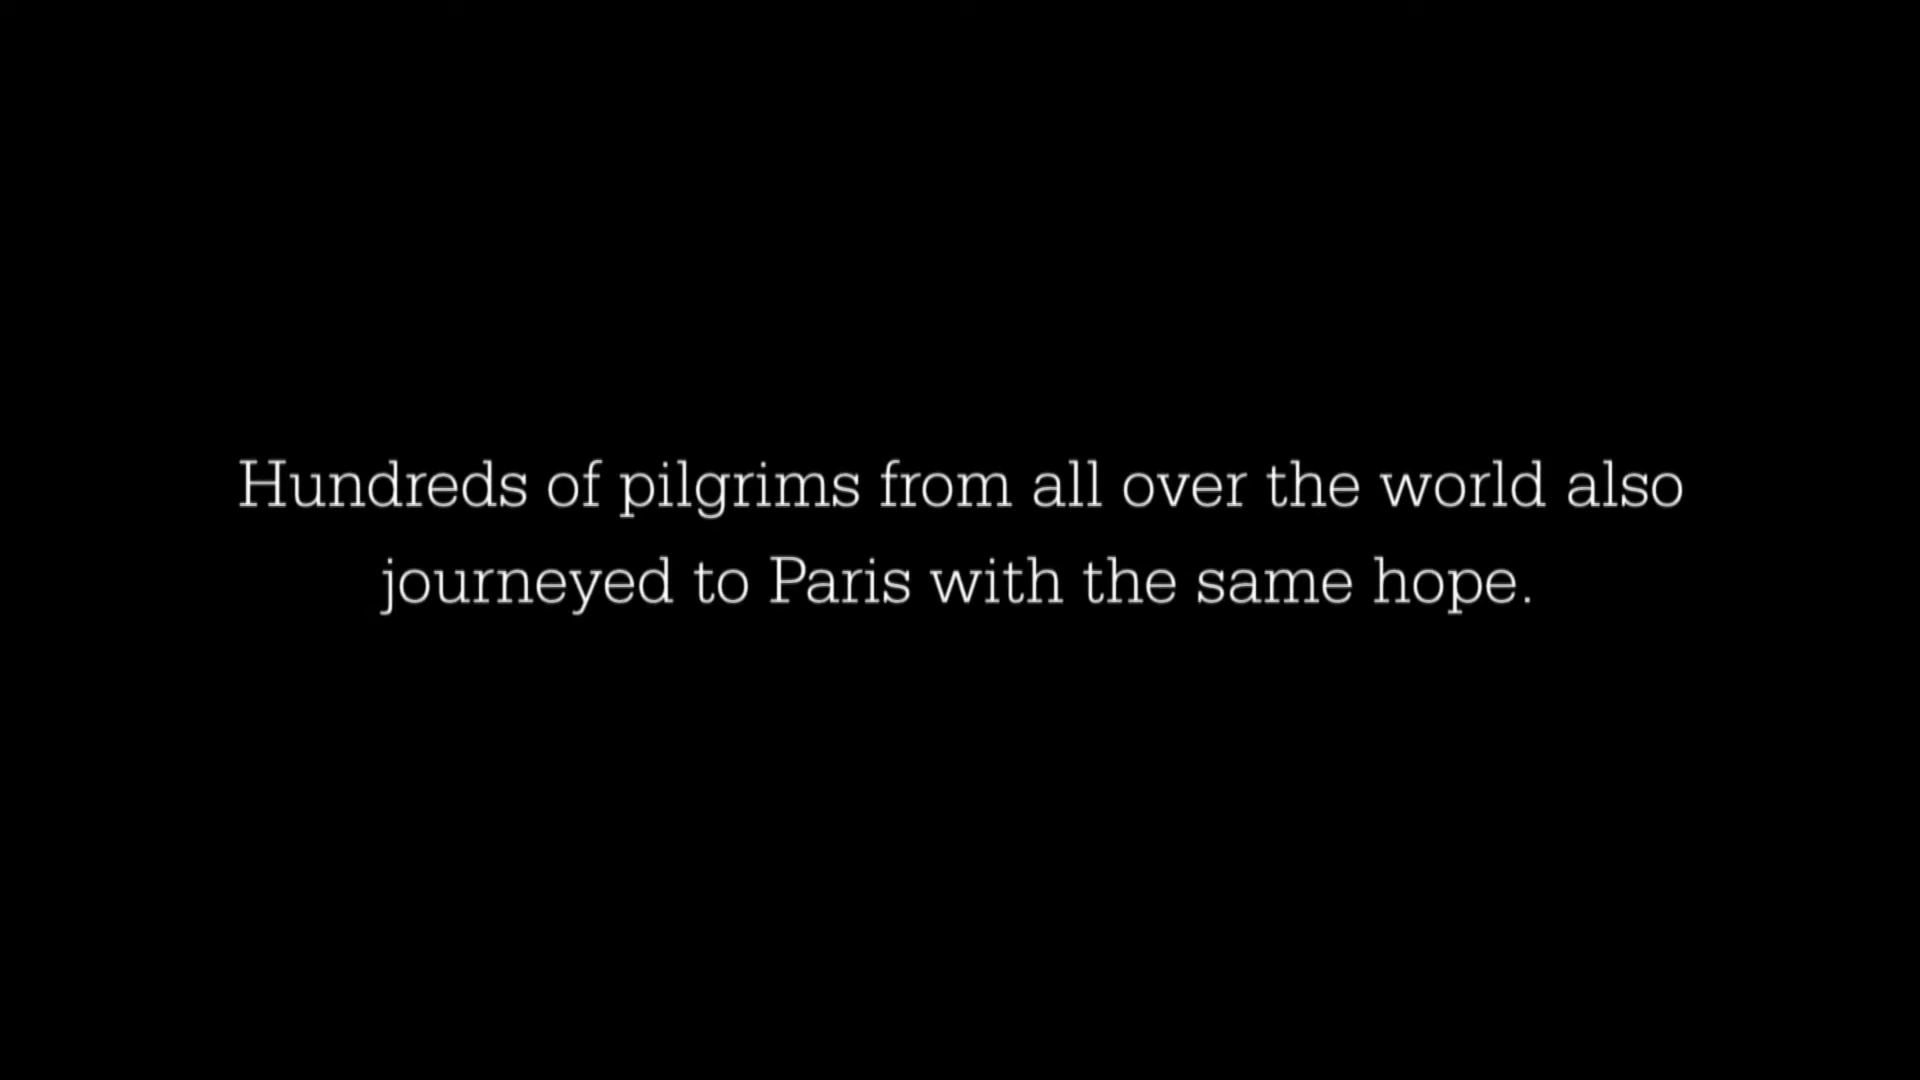 Hundreds of pilgrims from all over the world also
journeyed to Paris with the same hope.